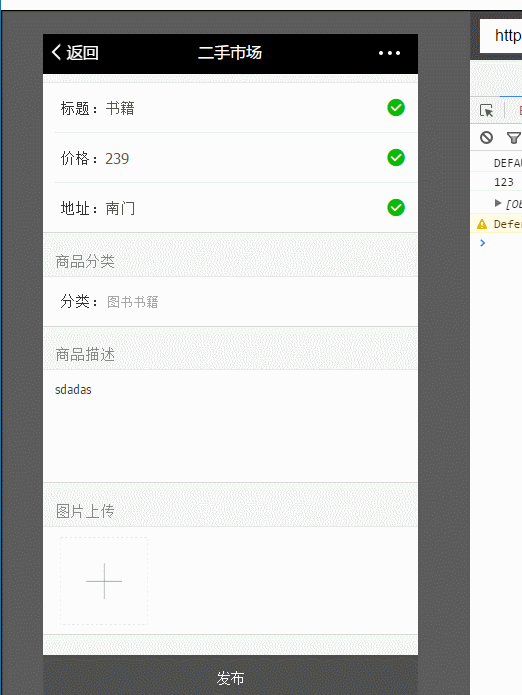 返回 二手市场
http
标题：书籍
价格：239
地址：南门
商品分类
分类：图书书籍
商品描述
sdadas
图片上传
发布
DEFAU
123
[Ob
Defer